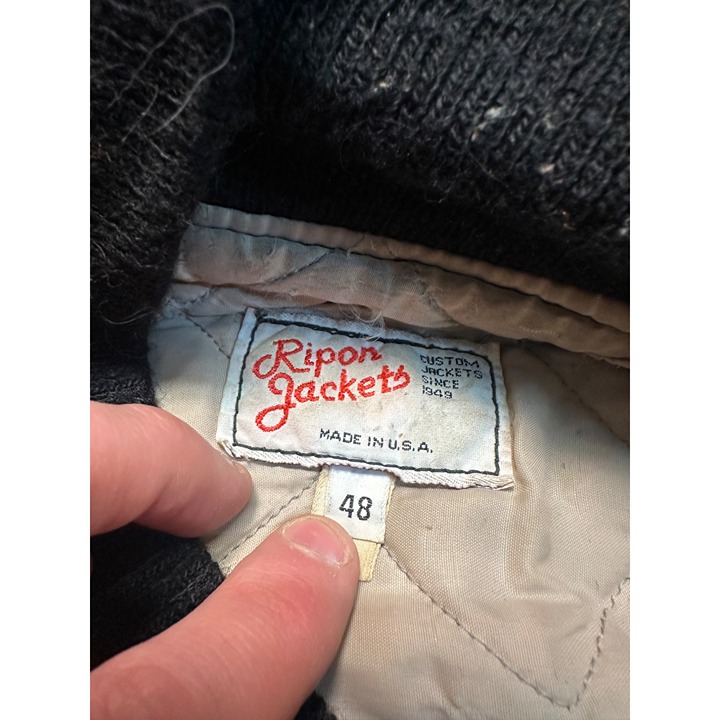 Ripon
Jackets
CUSTOM
JACKETS
SINCE
1949
MADE IN U.S.A.
48